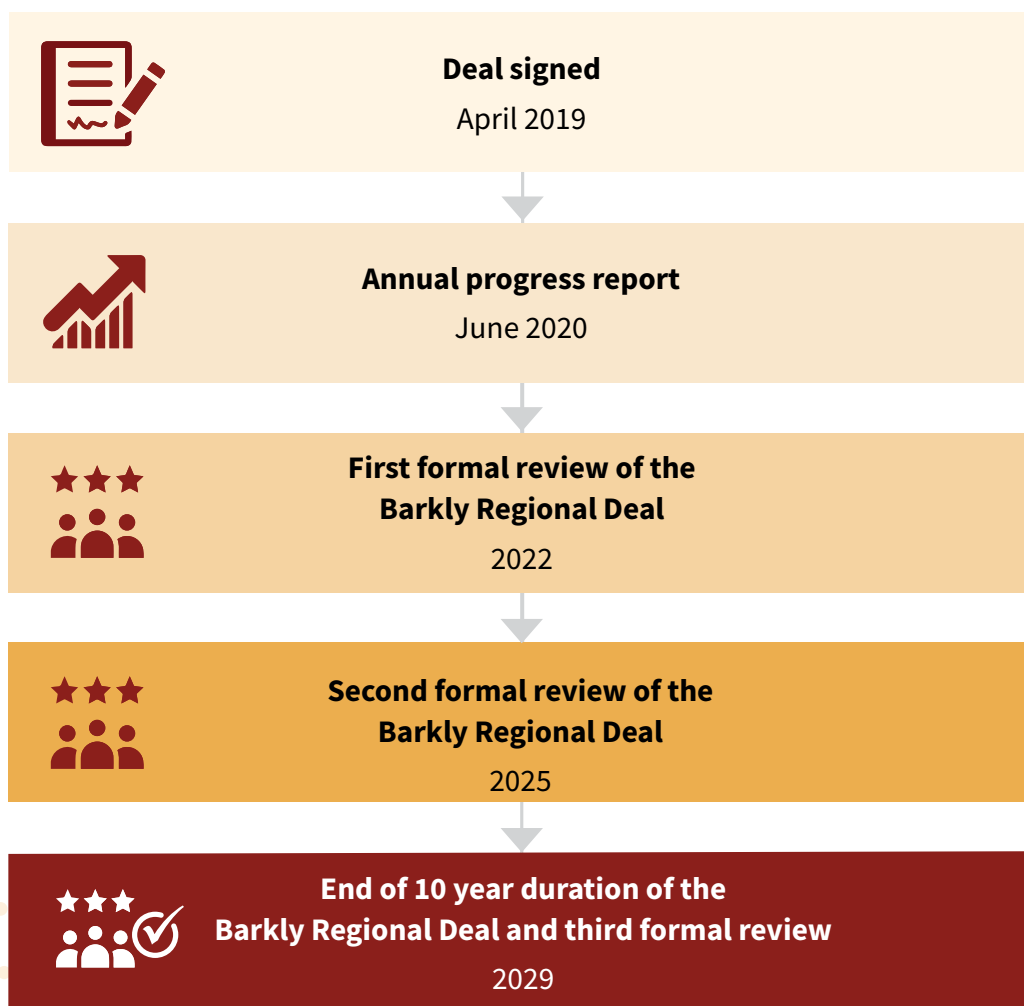 Deal signed
April 2019
Annual progress report
June 2020
First formal review of the
Barkly Regional Deal
2022
Second formal review of the
Barkly Regional Deal
2025
End of 10 year duration of the
Barkly Regional Deal and third formal review
2029